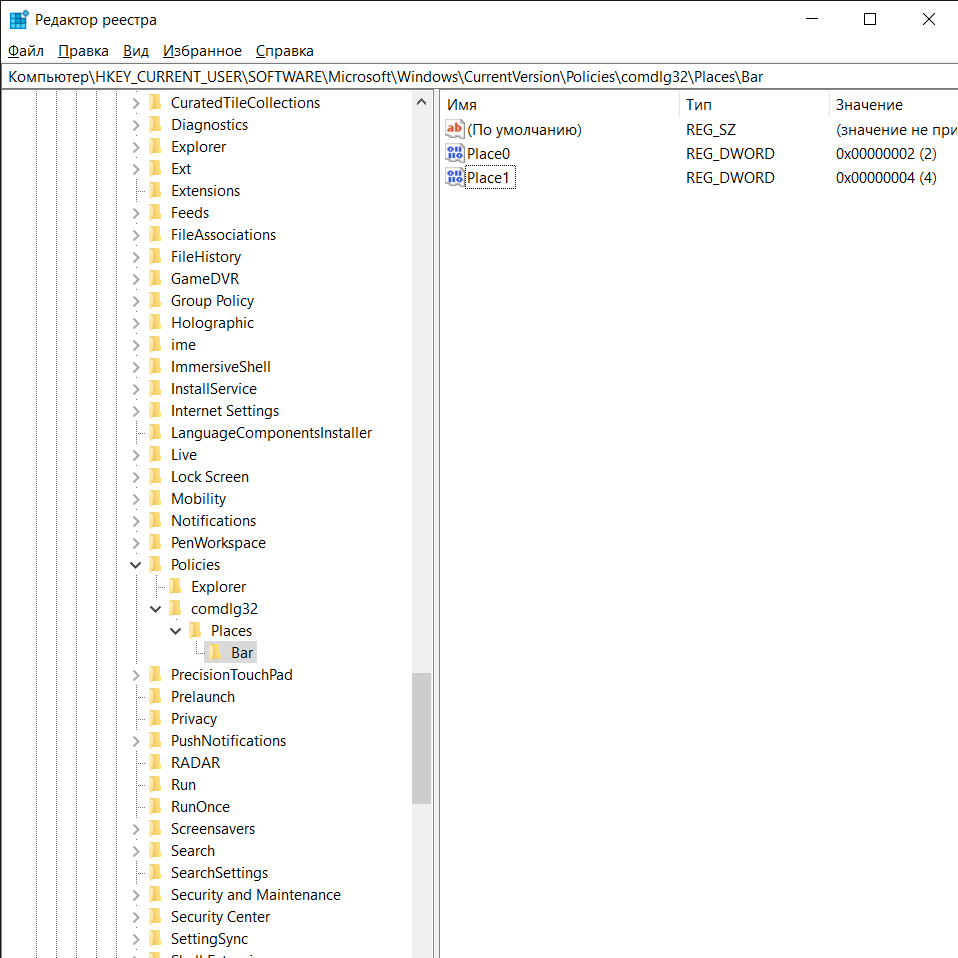 Редактор реестра
Файл Правка Вид Избранное Справка
Компьютер\HKEY_CURRENT_USER\SOFTWARE\Microsoft\Windows\CurrentVersion\Policies\comdlg32\Places\Bar
CuratedTileCollections
Diagnostics
Explorer
Ext
Extensions
Feeds
FileAssociations
FileHistory
GameDVR
Group Policy
Holographic
ime
ImmersiveShell
InstallService
Internet Settings
LanguageComponentsInstaller
Live
Lock Screen
Mobility
Notifications
PenWorkspace
Policies
Explorer
comdlg32
Places
Bar
PrecisionTouchPad
Prelaunch
Privacy
PushNotifications
RADAR
Run
RunOnce
Screensavers
Search
SearchSettings
Security and Maintenance
Security Center
SettingSync
Имя Тип Значение
(По умолчанию) REG_SZ (значение не при
Place0 REG_DWORD 0x00000002 (2)
Place1 REG_DWORD 0x00000004 (4)